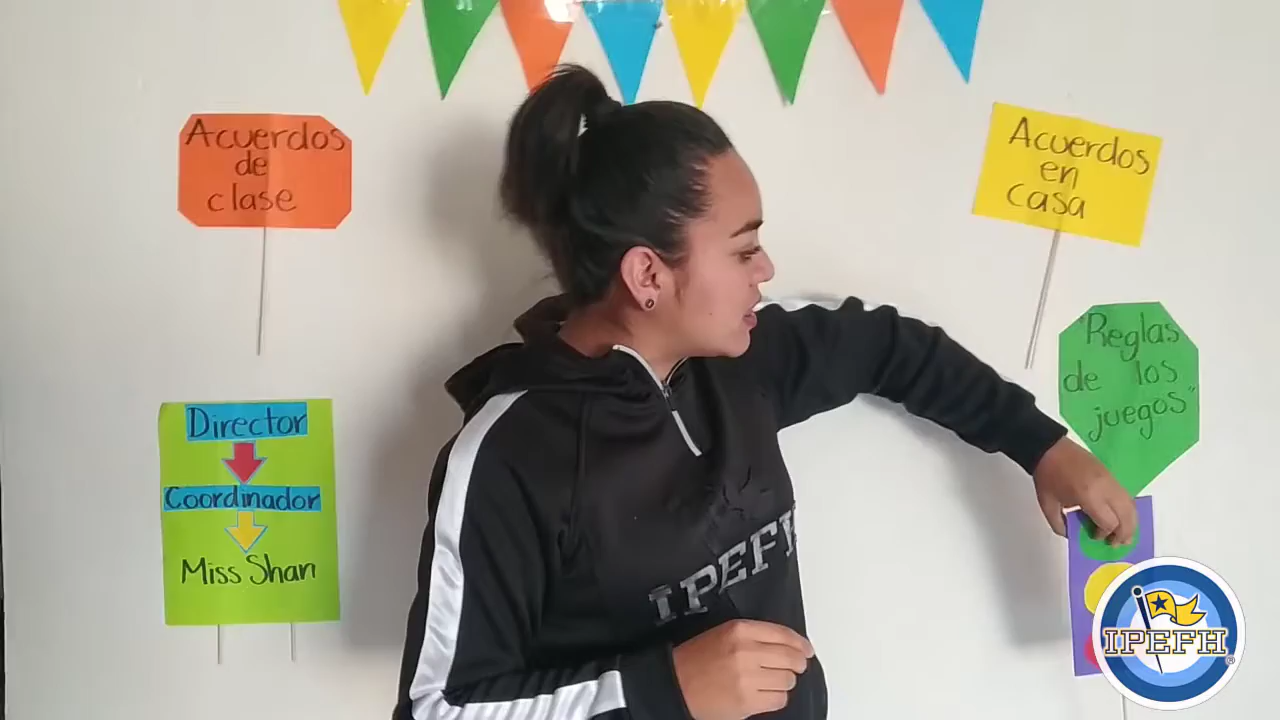 Acuerdos
de
clase
Acuerdos
en
casa
"Reglas
de los
juegos"
Director
Coordinador
Miss Shan
IPEFH
IPEFH
®